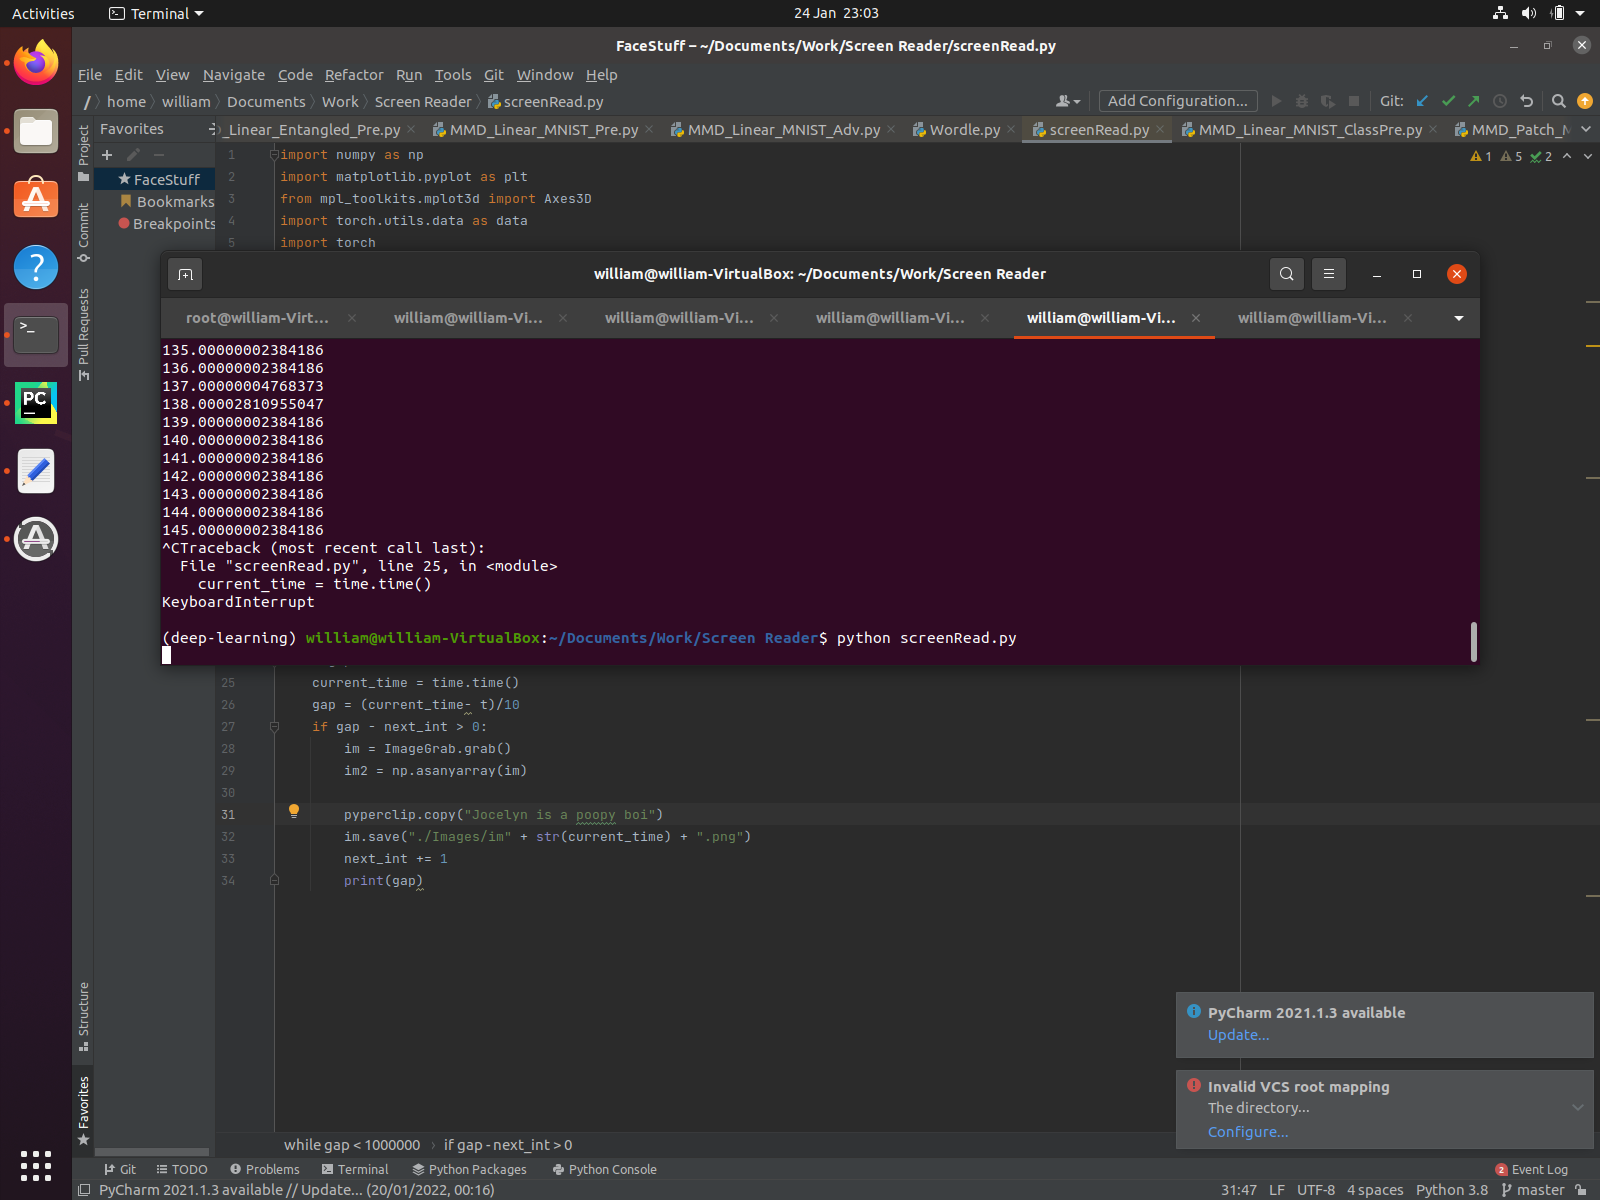 Activities Terminal 24 Jan 23:03
FaceStuff – ~/Documents/Work/Screen Reader/screenRead.py
File Edit View Navigate Code Refactor Run Tools Git Window Help
/ home william Documents Work Screen Reader screenRead.py Add Configuration... Git:
Favorites _Linear_Entangled_Pre.py MMD_Linear_MNIST_Pre.py MMD_Linear_MNIST_Adv.py Wordle.py screenRead.py MMD_Linear_MNIST_ClassPre.py MMD_Patch_M
Project
Commit
Pull Requests
Structure
Favorites
FaceStuff
Bookmarks
Breakpoints
1 import numpy as np
1 5 2
2 import matplotlib.pyplot as plt
3 from mpl_toolkits.mplot3d import Axes3D
4 import torch.utils.data as data
5 import torch
william@william-VirtualBox: ~/Documents/Work/Screen Reader
root@william-Virt... william@william-Vi... william@william-Vi... william@william-Vi... william@william-Vi... william@william-Vi...
135.00000002384186
136.00000002384186
137.00000004768373
138.00002810955047
139.00000002384186
140.00000002384186
141.00000002384186
142.00000002384186
143.00000002384186
144.00000002384186
145.00000002384186
^CTraceback (most recent call last):
File "screenRead.py", line 25, in <module>
current_time = time.time()
KeyboardInterrupt
(deep-learning) william@william-VirtualBox:~/Documents/Work/Screen Reader$ python screenRead.py
25 current_time = time.time()
26 gap = (current_time- t)/10
27 if gap - next_int > 0:
28 im = ImageGrab.grab()
29 im2 = np.asanyarray(im)
30
31 pyperclip.copy("Jocelyn is a poopy boi")
32 im.save("./Images/im" + str(current_time) + ".png")
33 next_int += 1
34 print(gap)
PyCharm 2021.1.3 available
Update...
Invalid VCS root mapping
The directory...
Configure...
while gap < 1000000 if gap - next_int > 0
Git TODO Problems Terminal Python Packages Python Console 2 Event Log
PyCharm 2021.1.3 available // Update... (20/01/2022, 00:16) 31:47 LF UTF-8 4 spaces Python 3.8 master